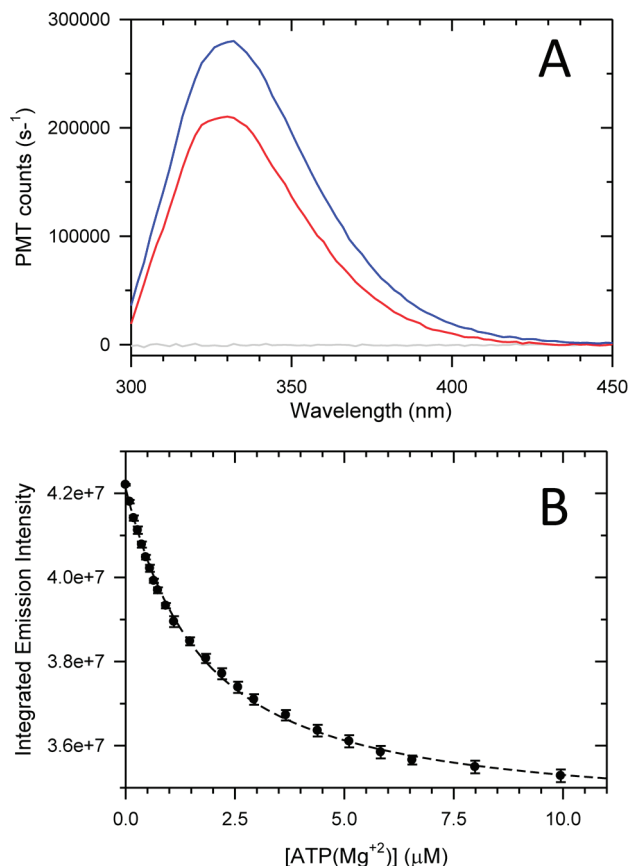 A
300000
200000
100000
0
PMT counts (s-1)
300
350
400
450
Wavelength (nm)
B
4.2e+7
4.0e+7
3.8e+7
3.6e+7
Integrated Emission Intensity
0.0
2.5
5.0
7.5
10.0
[ATP(Mg+2)] (μM)